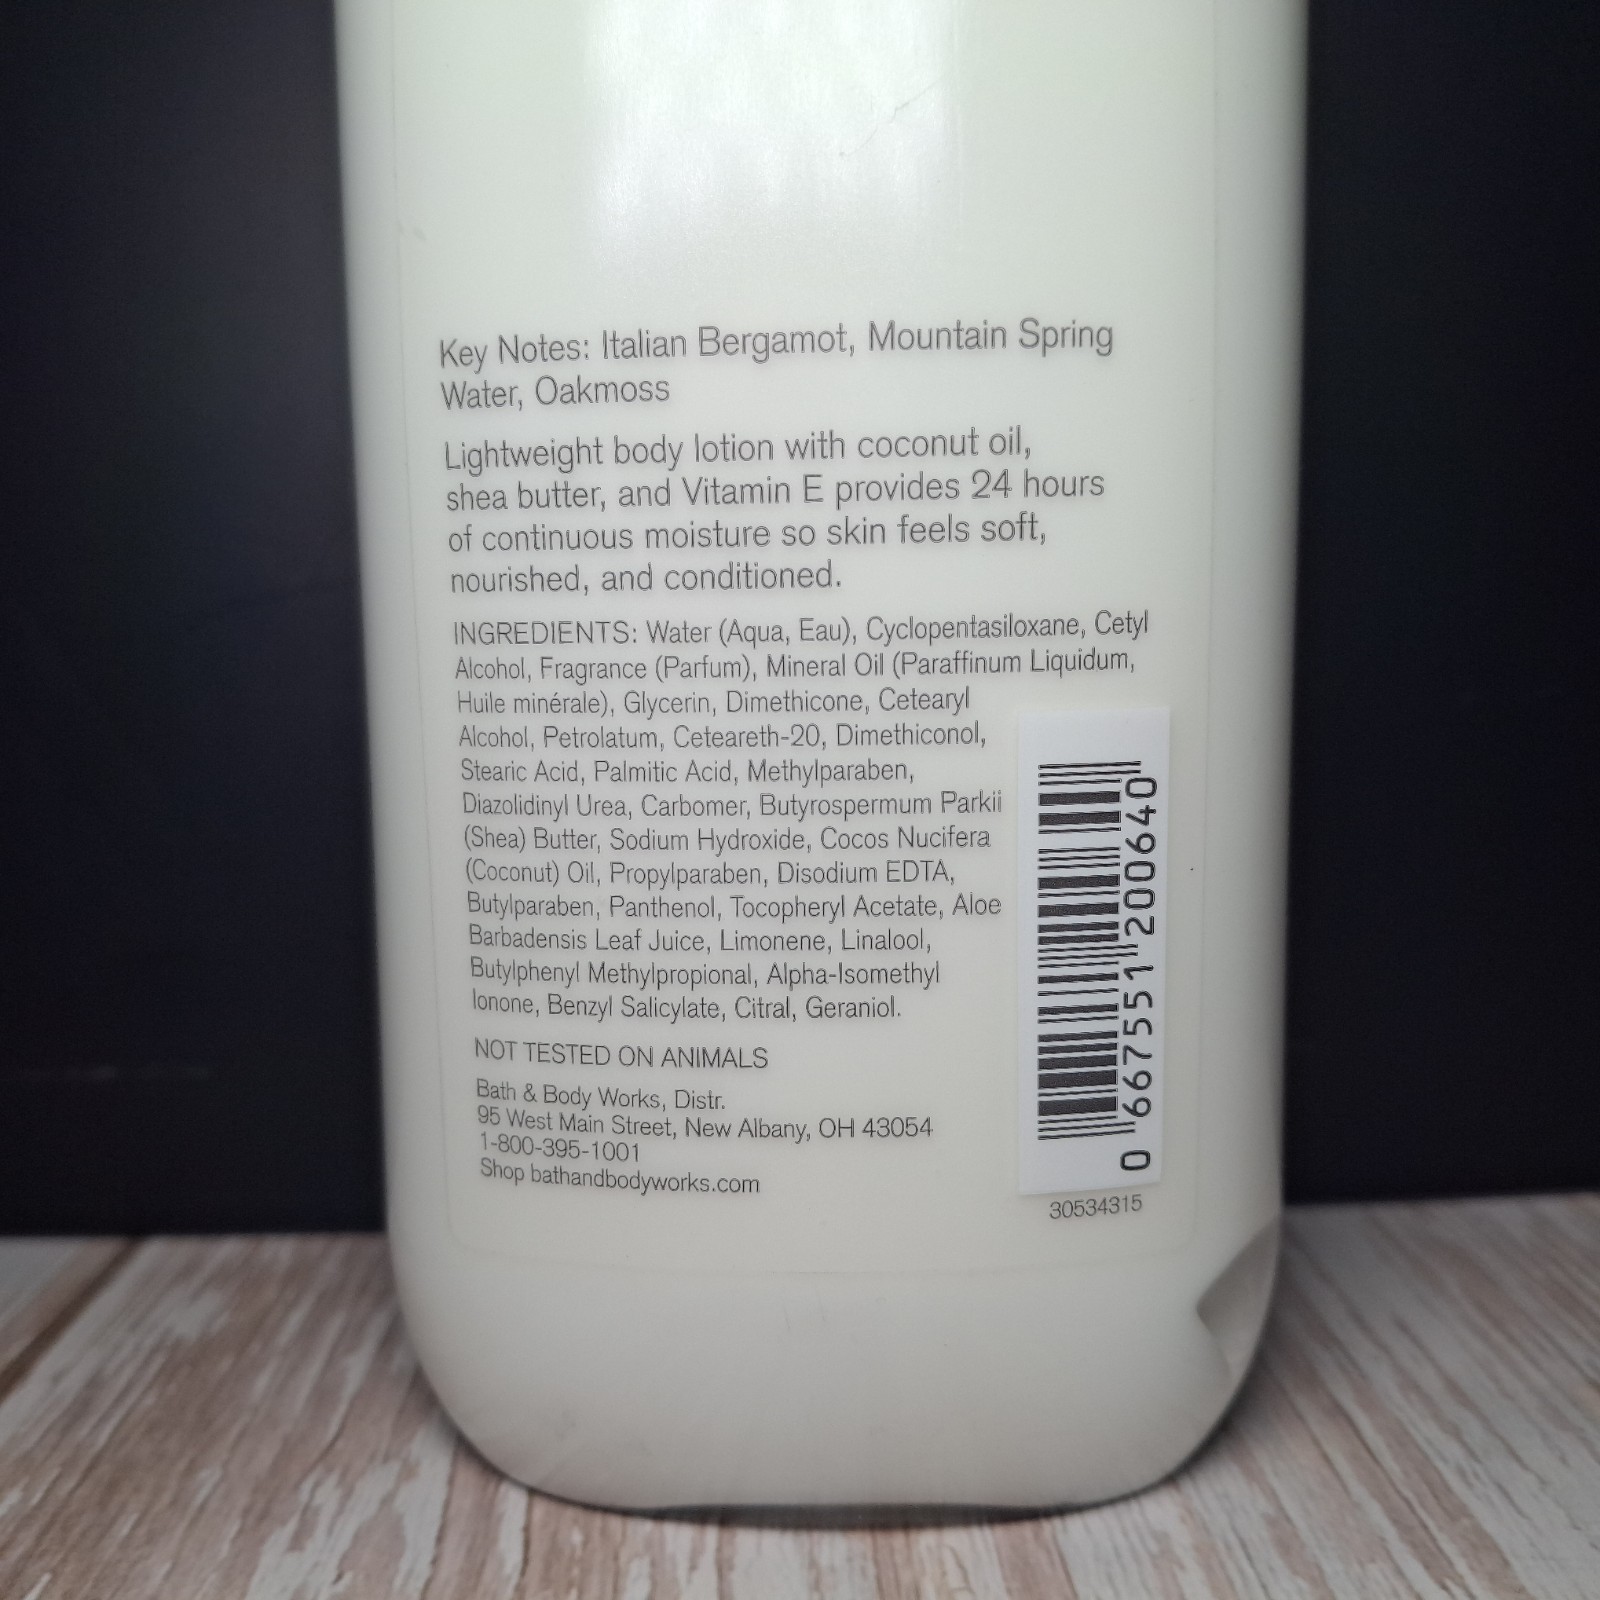 Key Notes: Italian Bergamot, Mountain Spring
Water, Oakmoss
Lightweight body lotion with coconut oil,
shea butter, and Vitamin E provides 24 hours
of continuous moisture so skin feels soft,
nourished, and conditioned.
INGREDIENTS: Water (Aqua, Eau), Cyclopentasiloxane, Cetyl
Alcohol, Fragrance (Parfum), Mineral Oil (Paraffinum Liquidum,
Huile minérale), Glycerin, Dimethicone, Cetearyl
Alcohol, Petrolatum, Ceteareth-20, Dimethiconol,
Stearic Acid, Palmitic Acid, Methylparaben,
Diazolidinyl Urea, Carbomer, Butyrospermum Parkii
(Shea) Butter, Sodium Hydroxide, Cocos Nucifera
(Coconut) Oil, Propylparaben, Disodium EDTA,
Butylparaben, Panthenol, Tocopheryl Acetate, Aloe
Barbadensis Leaf Juice, Limonene, Linalool,
Butylphenyl Methylpropional, Alpha-Isomethyl
Ionone, Benzyl Salicylate, Citral, Geraniol.
NOT TESTED ON ANIMALS
Bath & Body Works, Distr.
95 West Main Street, New Albany, OH 43054
1-800-395-1001
Shop bathandbodyworks.com
0 667551 200640
30534315